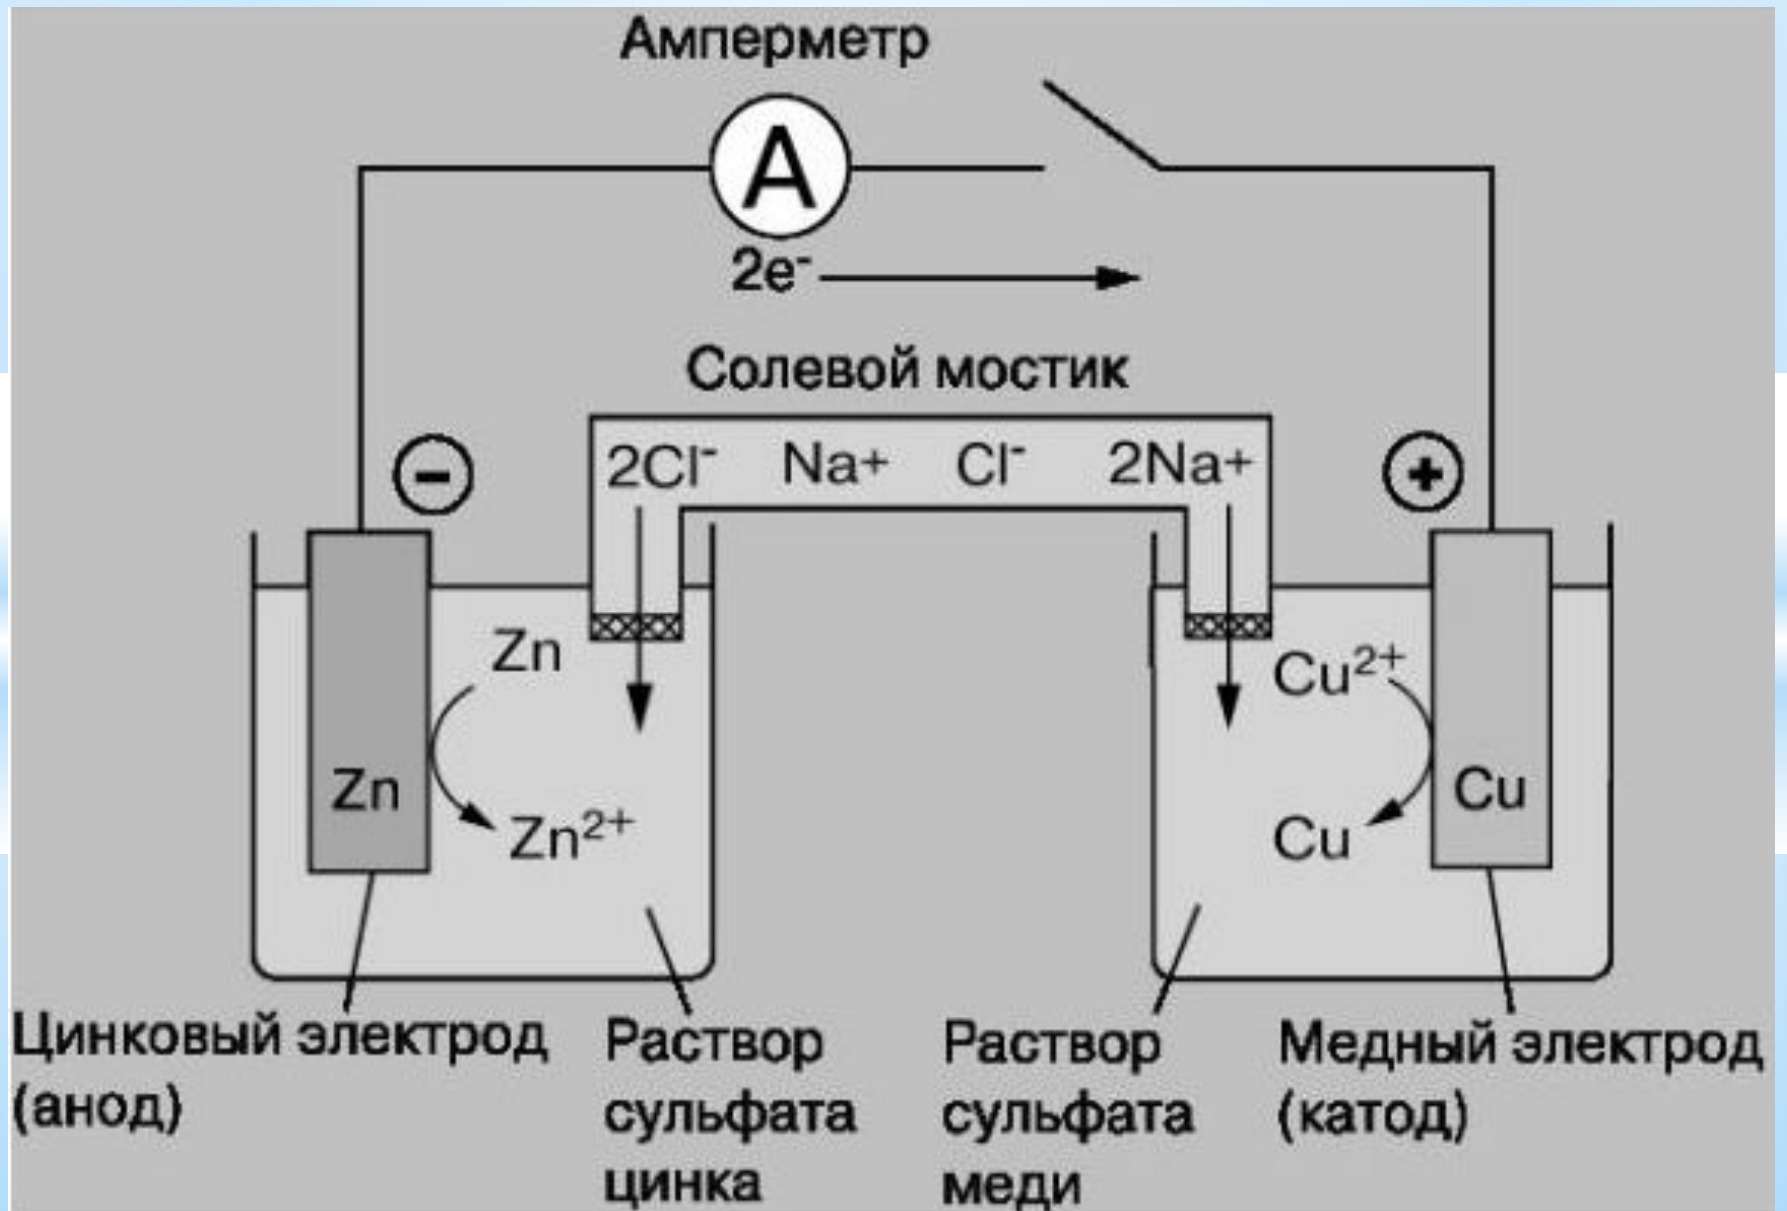 Амперметр
A
2e⁻
Солевой мостик
2Cl⁻ Na+ Cl⁻ 2Na+
− +
Zn Cu²⁺
Zn Cu
Zn²⁺ Cu
Цинковый электрод
(анод)
Раствор
сульфата
цинка
Раствор
сульфата
меди
Медный электрод
(катод)